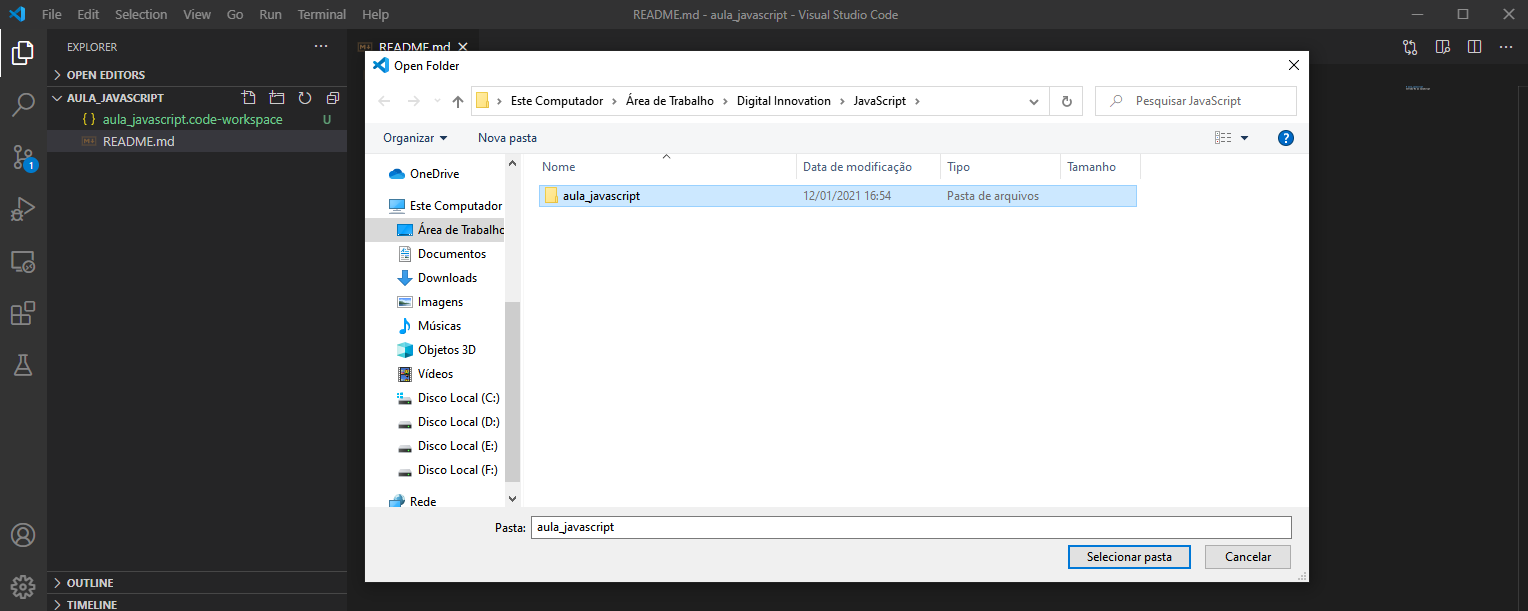 File Edit Selection View Go Run Terminal Help README.md - aula_javascript - Visual Studio Code
EXPLORER
README.md
OPEN EDITORS
AULA_JAVASCRIPT
{ } aula_javascript.code-workspace U
README.md
1
OUTLINE
TIMELINE
Open Folder
Este Computador > Área de Trabalho > Digital Innovation > JavaScript >
Pesquisar JavaScript
Organizar Nova pasta
?
OneDrive
Este Computador
Área de Trabalho
Documentos
Downloads
Imagens
Músicas
Objetos 3D
Vídeos
Disco Local (C:)
Disco Local (D:)
Disco Local (E:)
Disco Local (F:)
Rede
Nome Data de modificação Tipo Tamanho
aula_javascript 12/01/2021 16:54 Pasta de arquivos
Pasta: aula_javascript
Selecionar pasta Cancelar